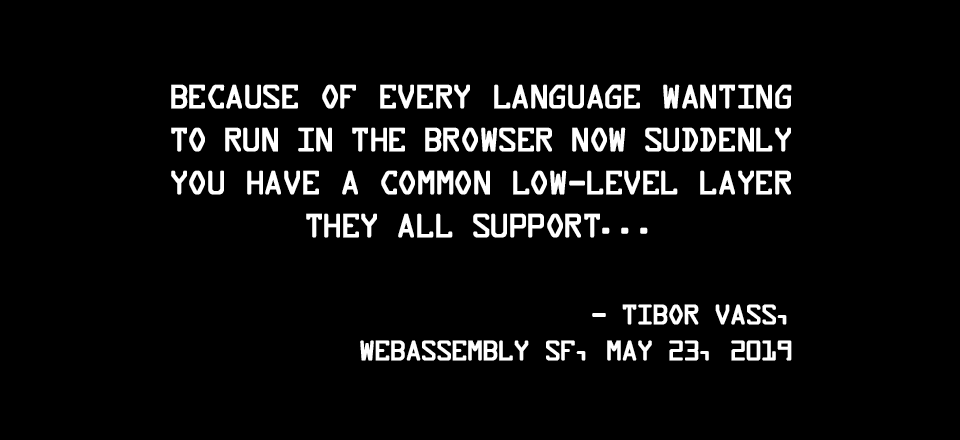 BECAUSE OF EVERY LANGUAGE WANTING
TO RUN IN THE BROWSER NOW SUDDENLY
YOU HAVE A COMMON LOW-LEVEL LAYER
THEY ALL SUPPORT...
- TIBOR VASS,
WEBASSEMBLY SF, MAY 23, 2019